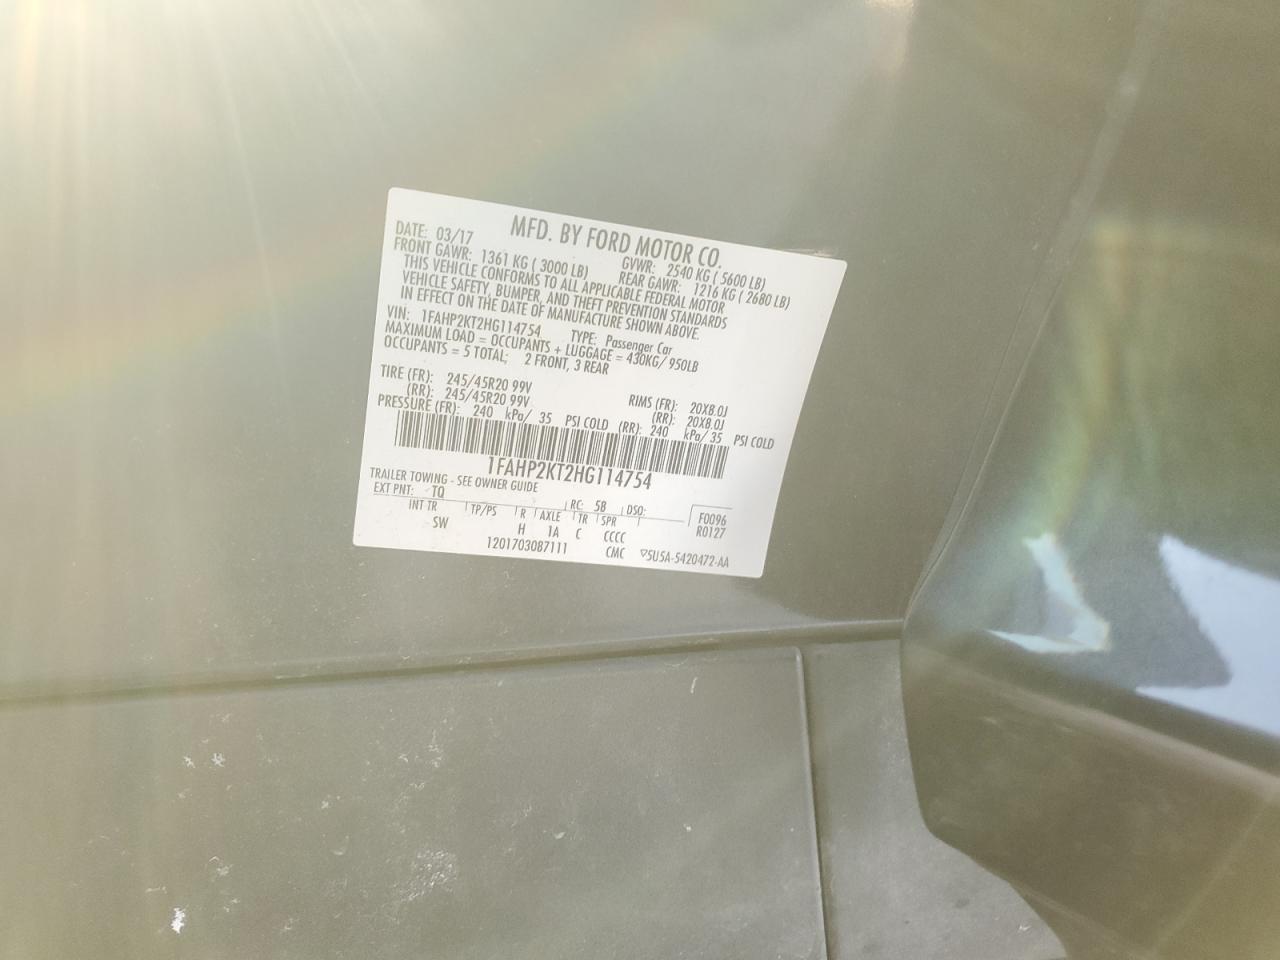 MFD. BY FORD MOTOR CO.
DATE: 03/17 GVWR: 2540 KG ( 5600 LB)
FRONT GAWR: 1361 KG ( 3000 LB) REAR GAWR: 1216 KG ( 2680 LB)
THIS VEHICLE CONFORMS TO ALL APPLICABLE FEDERAL MOTOR
VEHICLE SAFETY, BUMPER, AND THEFT PREVENTION STANDARDS
IN EFFECT ON THE DATE OF MANUFACTURE SHOWN ABOVE.
VIN: 1FAHP2KT2HG114754 TYPE: Passenger Car
MAXIMUM LOAD = OCCUPANTS + LUGGAGE = 430KG/ 950LB
OCCUPANTS = 5 TOTAL; 2 FRONT, 3 REAR
TIRE (FR): 245/45R20 99V RIMS (FR): 20X8.0J
(RR): 245/45R20 99V (RR): 20X8.0J
PRESSURE (FR): 240 kPa/ 35 PSI COLD (RR): 240 kPa/ 35 PSI COLD
1FAHP2KT2HG114754
TRAILER TOWING - SEE OWNER GUIDE
EXT PNT: TQ RC: 5B DSO:
INT TR TP/PS R AXLE TR SPR F0096
SW H 1A C CCCC R0127
1201703087111 CMC ▽5U5A-5420472-AA